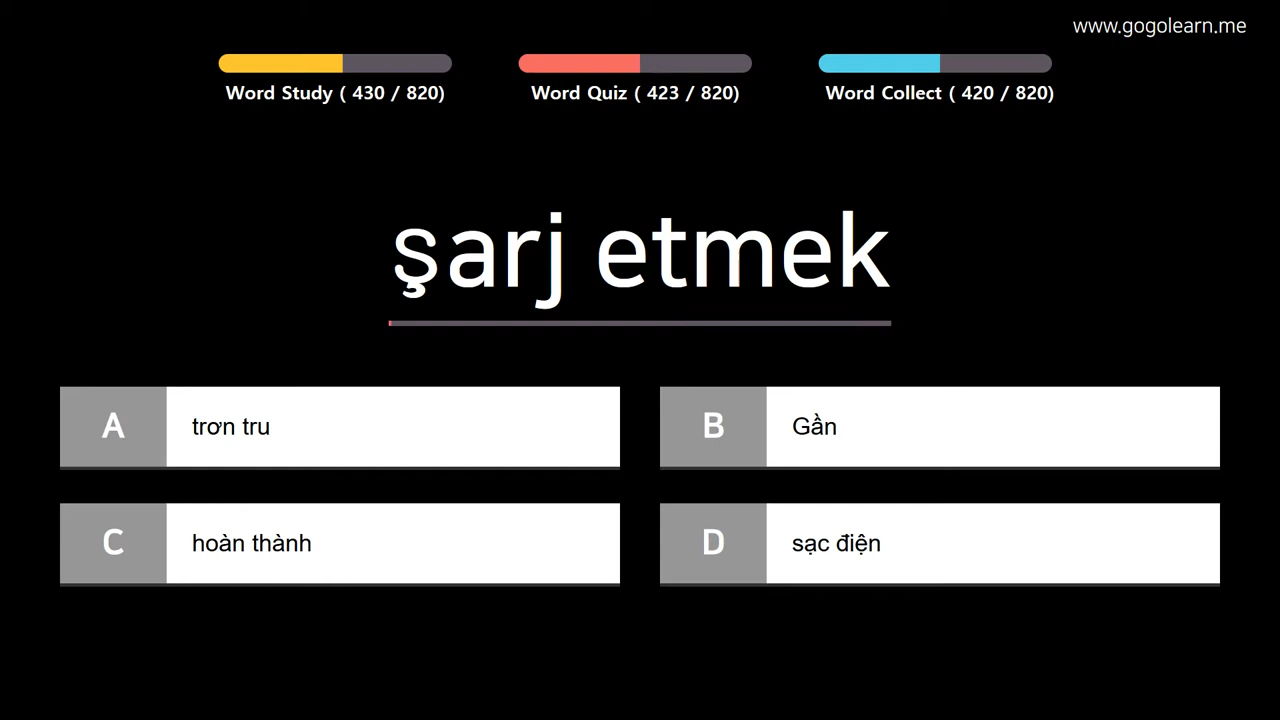 www.gogolearn.me
Word Study ( 430 / 820)
Word Quiz ( 423 / 820)
Word Collect ( 420 / 820)
şarj etmek
A trơn tru
B Gần
C hoàn thành
D sạc điện